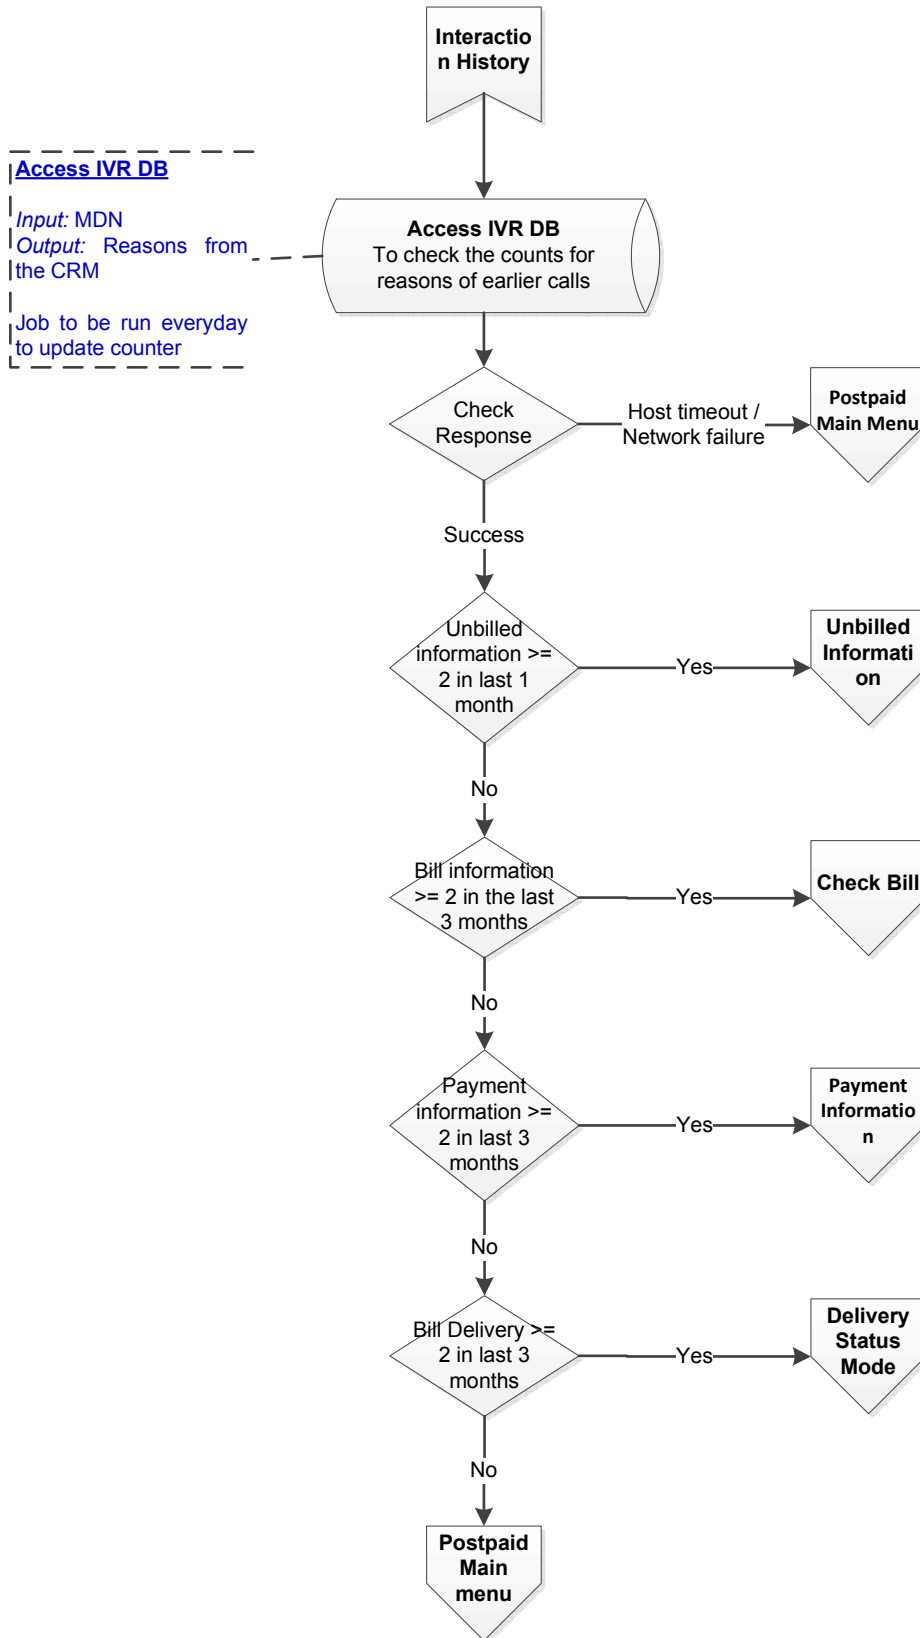 Interactio
n History
Access IVR DB
Input: MDN
Output: Reasons from
the CRM
Job to be run everyday
to update counter
Access IVR DB
To check the counts for
reasons of earlier calls
Check
Response
Host timeout /
Network failure
Postpaid
Main Menu
Success
Unbilled
information >=
2 in last 1
month
Yes
Unbilled
Informati
on
No
Bill information
>= 2 in the last
3 months
Yes
Check Bill
No
Payment
information >=
2 in last 3
months
Yes
Payment
Informatio
n
No
Bill Delivery >=
2 in last 3
months
Yes
Delivery
Status
Mode
No
Postpaid
Main
menu